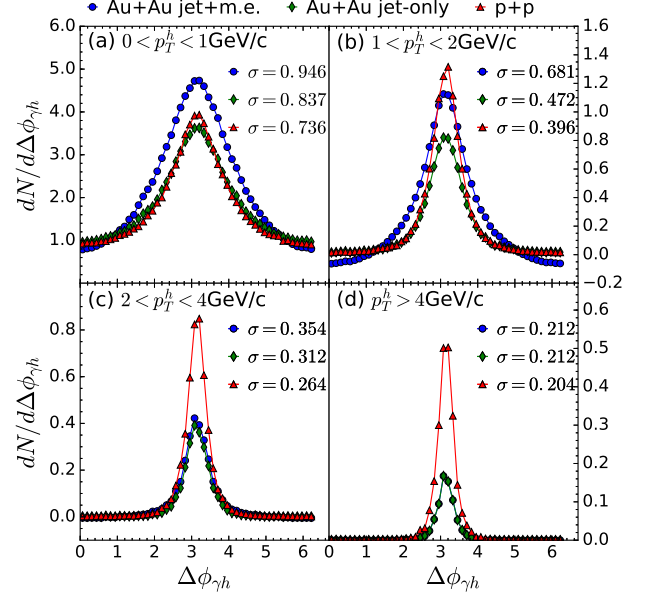 Au+Au jet+m.e. Au+Au jet-only p+p
(a) 0 < p_T^h < 1GeV/c
σ = 0.946
σ = 0.837
σ = 0.736
6.0
5.0
4.0
3.0
2.0
1.0
dN/dΔϕ_γh
(b) 1 < p_T^h < 2GeV/c
σ = 0.681
σ = 0.472
σ = 0.396
1.6
1.4
1.2
1.0
0.8
0.6
0.4
0.2
0.0
−0.2
(c) 2 < p_T^h < 4GeV/c
σ = 0.354
σ = 0.312
σ = 0.264
0.8
0.6
0.4
0.2
0.0
dN/dΔϕ_γh
0 1 2 3 4 5 6
Δϕ_γh
(d) p_T^h > 4GeV/c
σ = 0.212
σ = 0.212
σ = 0.204
0.6
0.5
0.4
0.3
0.2
0.1
0.0
0 1 2 3 4 5 6
Δϕ_γh